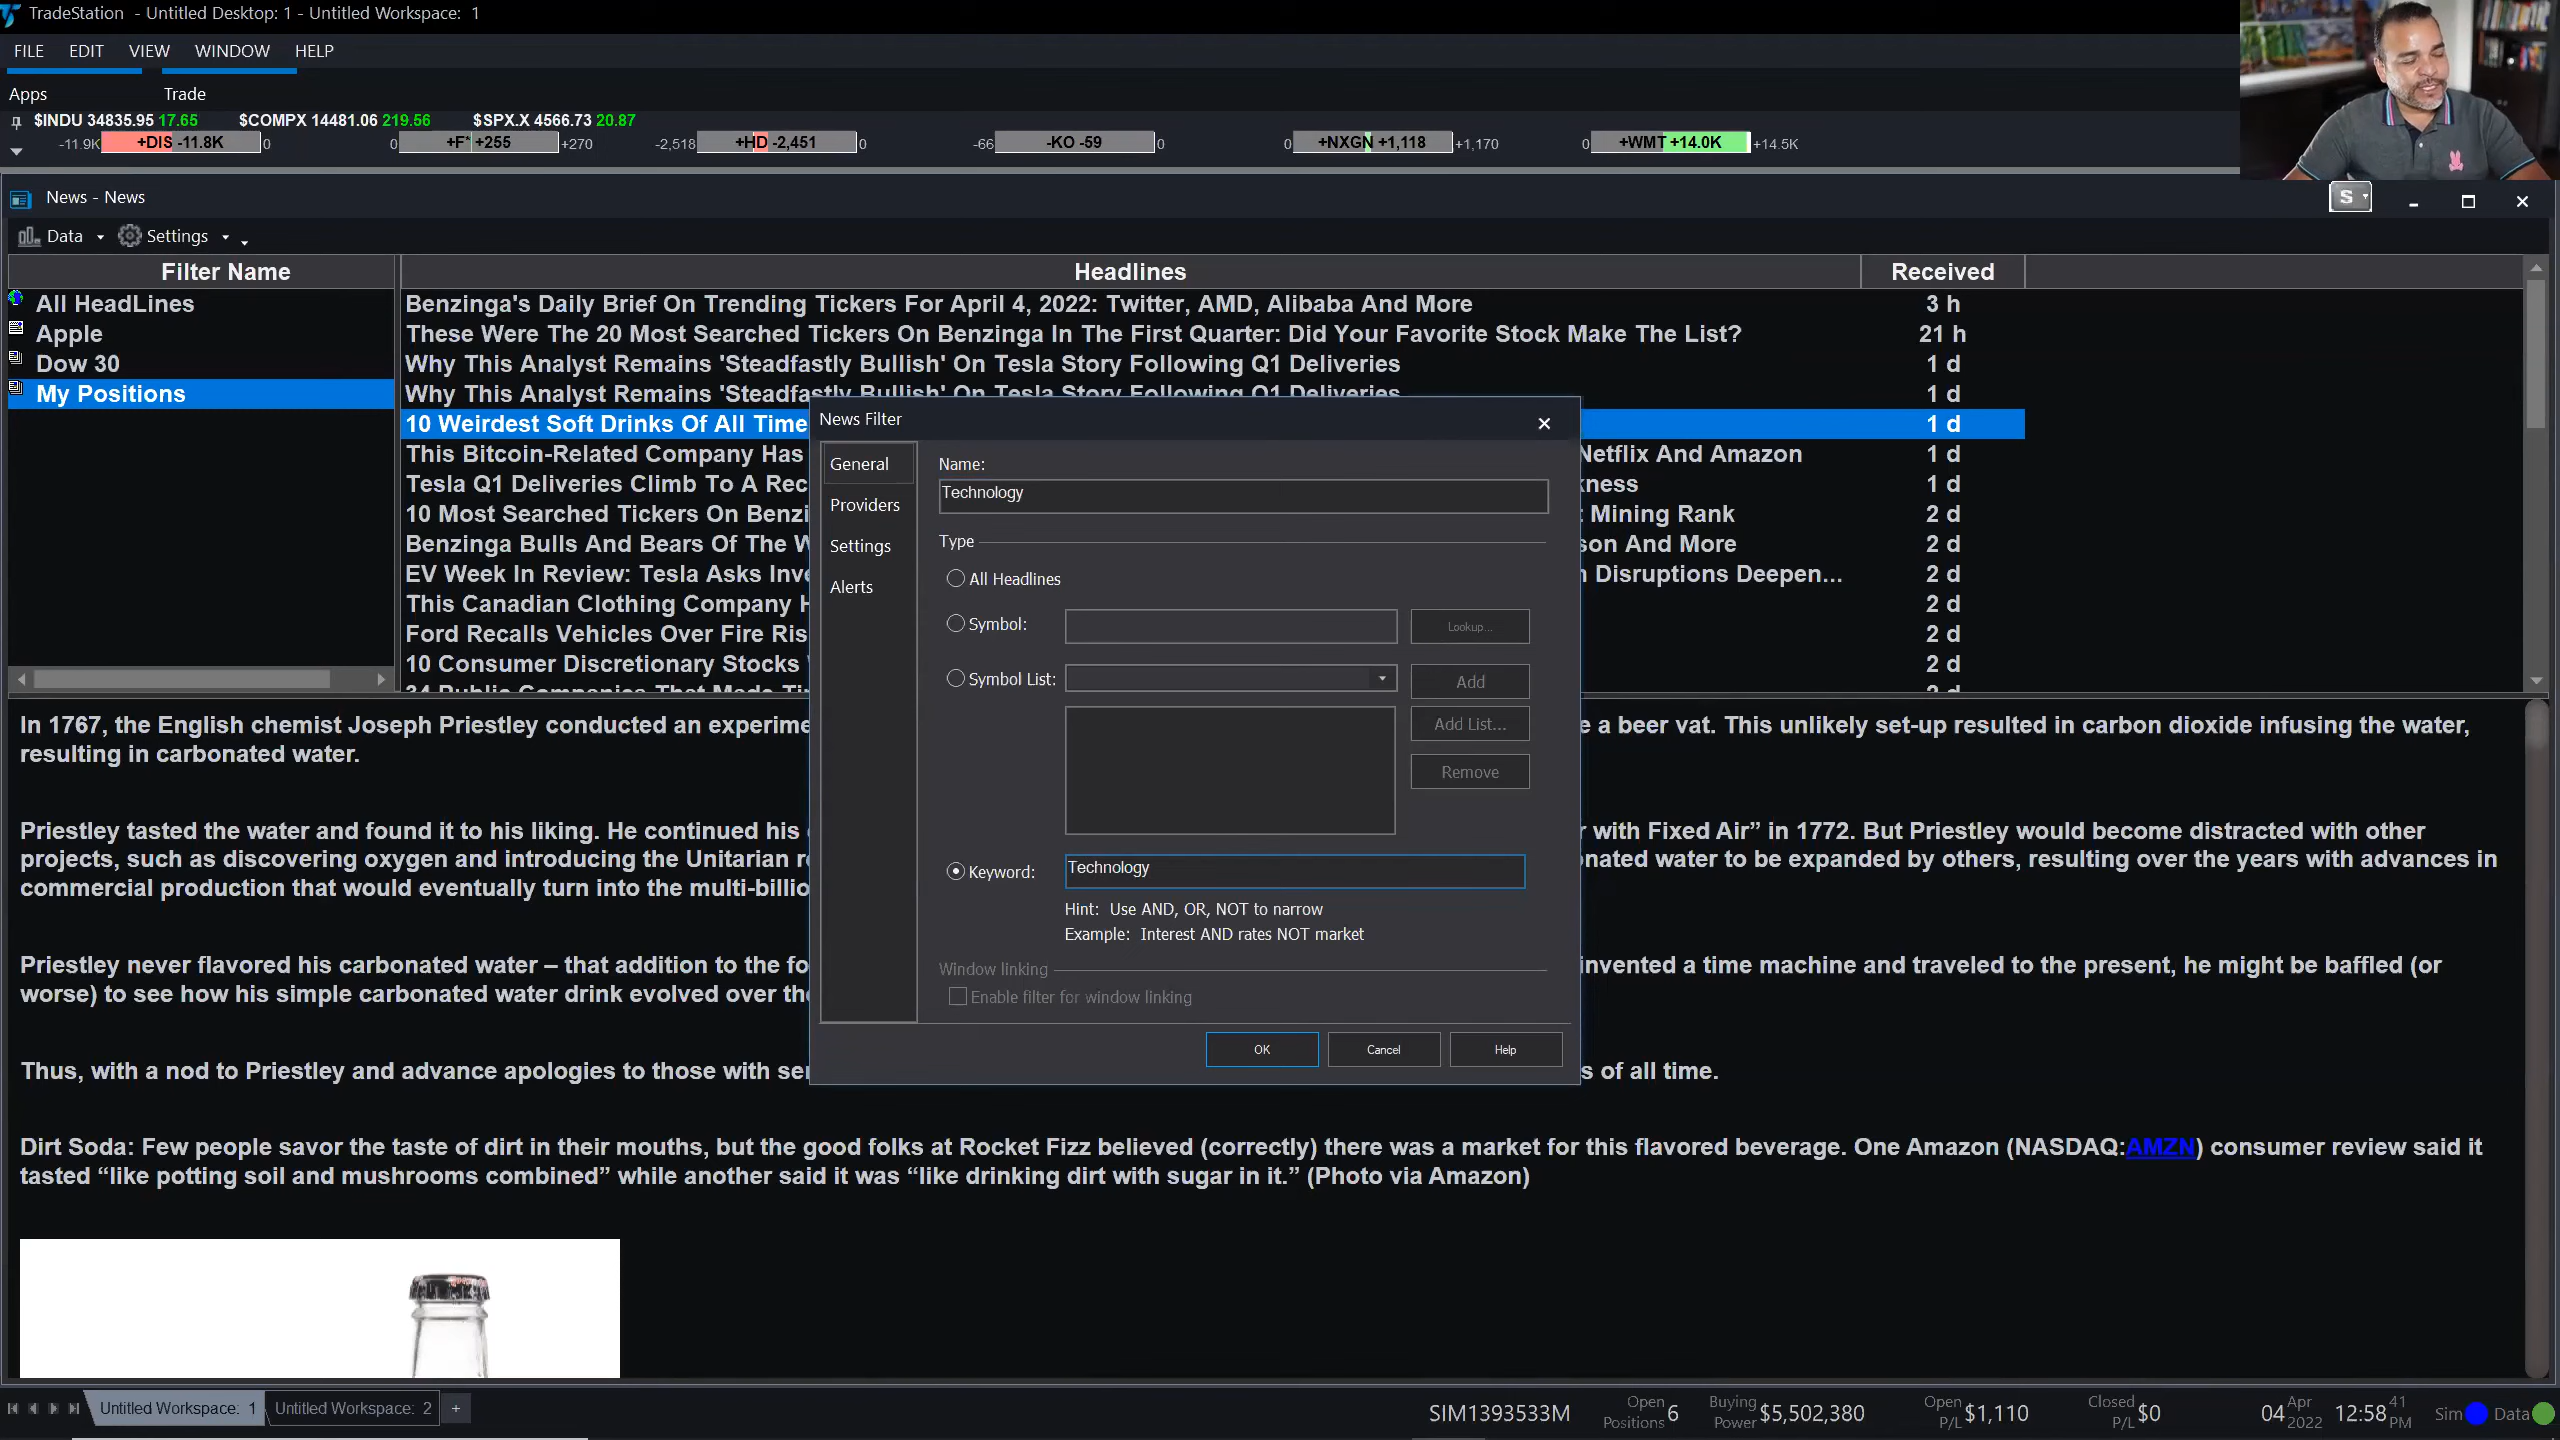 TradeStation - Untitled Desktop: 1 - Untitled Workspace: 1
FILE EDIT VIEW WINDOW HELP
Apps Trade
$INDU 34835.95 17.65 $COMPX 14481.06 219.56 $SPX.X 4566.73 20.87
-11.9K +DIS -11.8K 0 0 +F* +255 +270 -2,518 +HD -2,451 0 -66 -KO -59 0 0 +NXGN +1,118 +1,170 0 +WMT +14.0K +14.5K
News - News
S
Data Settings
Filter Name Headlines Received
All HeadLines Benzinga's Daily Brief On Trending Tickers For April 4, 2022: Twitter, AMD, Alibaba And More 3 h
Apple These Were The 20 Most Searched Tickers On Benzinga In The First Quarter: Did Your Favorite Stock Make The List? 21 h
Dow 30 Why This Analyst Remains 'Steadfastly Bullish' On Tesla Story Following Q1 Deliveries 1 d
My Positions Why This Analyst Remains 'Steadfastly Bullish' On Tesla Story Following Q1 Deliveries 1 d
10 Weirdest Soft Drinks Of All Time 1 d
This Bitcoin-Related Company Has Netflix And Amazon 1 d
Tesla Q1 Deliveries Climb To A Rec kness 1 d
10 Most Searched Tickers On Benzi t Mining Rank 2 d
Benzinga Bulls And Bears Of The W son And More 2 d
EV Week In Review: Tesla Asks Inve n Disruptions Deepen... 2 d
This Canadian Clothing Company H 2 d
Ford Recalls Vehicles Over Fire Ris 2 d
10 Consumer Discretionary Stocks 2 d
34 Public Companies That Made Ti 2 d
News Filter
General
Providers
Settings
Alerts
Name:
Technology
Type
All Headlines
Symbol: Lookup...
Symbol List: Add
Add List...
Remove
Keyword: Technology
Hint: Use AND, OR, NOT to narrow
Example: Interest AND rates NOT market
Window linking
Enable filter for window linking
OK Cancel Help
In 1767, the English chemist Joseph Priestley conducted an experime e a beer vat. This unlikely set-up resulted in carbon dioxide infusing the water,
resulting in carbonated water.
Priestley tasted the water and found it to his liking. He continued his r with Fixed Air” in 1772. But Priestley would become distracted with other
projects, such as discovering oxygen and introducing the Unitarian r onated water to be expanded by others, resulting over the years with advances in
commercial production that would eventually turn into the multi-billio
Priestley never flavored his carbonated water – that addition to the fo invented a time machine and traveled to the present, he might be baffled (or
worse) to see how his simple carbonated water drink evolved over the
Thus, with a nod to Priestley and advance apologies to those with se s of all time.
Dirt Soda: Few people savor the taste of dirt in their mouths, but the good folks at Rocket Fizz believed (correctly) there was a market for this flavored beverage. One Amazon (NASDAQ:AMZN) consumer review said it
tasted “like potting soil and mushrooms combined” while another said it was “like drinking dirt with sugar in it.” (Photo via Amazon)
Untitled Workspace: 1 Untitled Workspace: 2 + SIM1393533M Open Positions 6 Buying Power $5,502,380 Open P/L $1,110 Closed P/L $0 04 Apr 2022 12:58 41 PM Sim Data